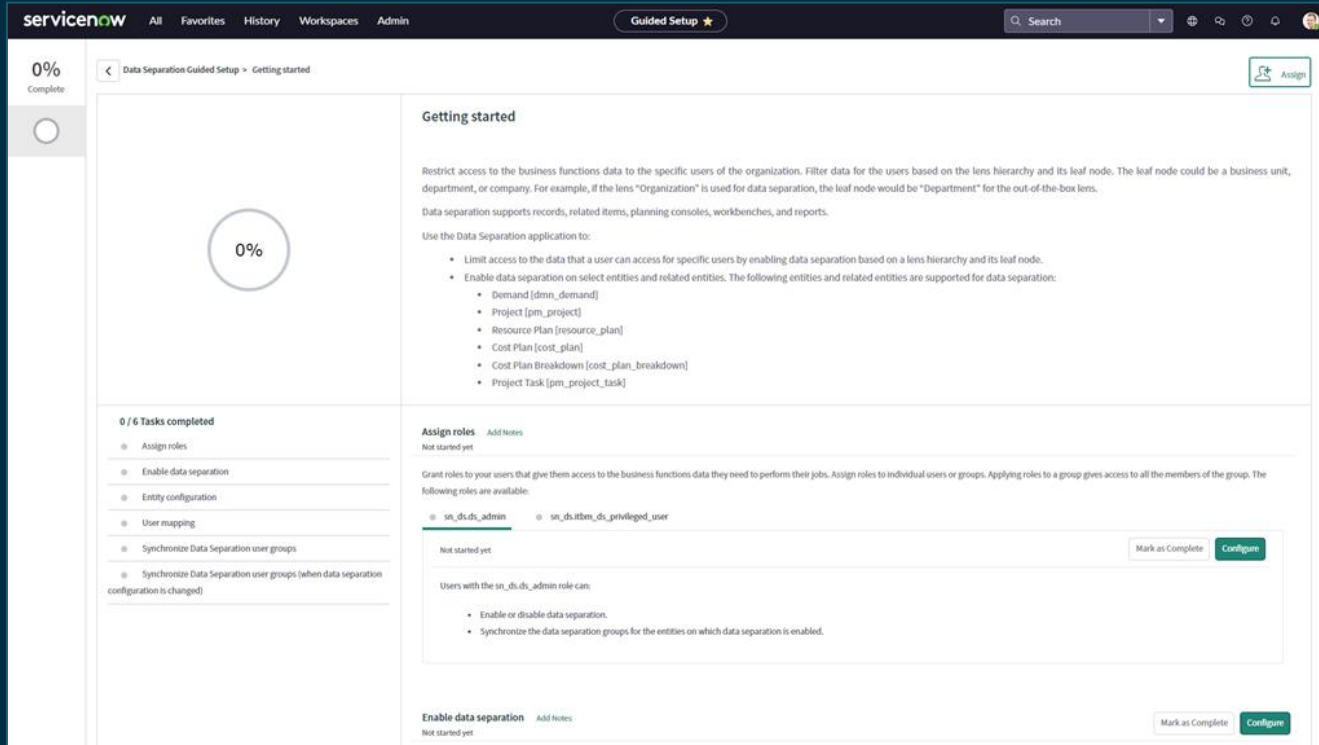 servicenow All Favorites History Workspaces Admin Guided Setup Search
0%
Complete
Data Separation Guided Setup > Getting started
Assign
0%
Getting started
Restrict access to the business functions data to the specific users of the organization. Filter data for the users based on the lens hierarchy and its leaf node. The leaf node could be a business unit,
department, or company. For example, if the lens "Organization" is used for data separation, the leaf node would be "Department" for the out-of-the-box lens.
Data separation supports records, related items, planning consoles, workbenches, and reports.
Use the Data Separation application to:
• Limit access to the data that a user can access for specific users by enabling data separation based on a lens hierarchy and its leaf node.
• Enable data separation on select entities and related entities. The following entities and related entities are supported for data separation:
• Demand [dmn_demand]
• Project [pm_project]
• Resource Plan [resource_plan]
• Cost Plan [cost_plan]
• Cost Plan Breakdown [cost_plan_breakdown]
• Project Task [pm_project_task]
0 / 6 Tasks completed
Assign roles
Enable data separation
Entity configuration
User mapping
Synchronize Data Separation user groups
Synchronize Data Separation user groups (when data separation
configuration is changed)
Assign roles Add Notes
Not started yet
Grant roles to your users that give them access to the business functions data they need to perform their jobs. Assign roles to individual users or groups. Applying roles to a group gives access to all the members of the group. The
following roles are available:
sn_ds.ds_admin sn_ds.itbm_ds_privileged_user
Not started yet Mark as Complete Configure
Users with the sn_ds.ds_admin role can:
• Enable or disable data separation.
• Synchronize the data separation groups for the entities on which data separation is enabled.
Enable data separation Add Notes
Not started yet
Mark as Complete Configure